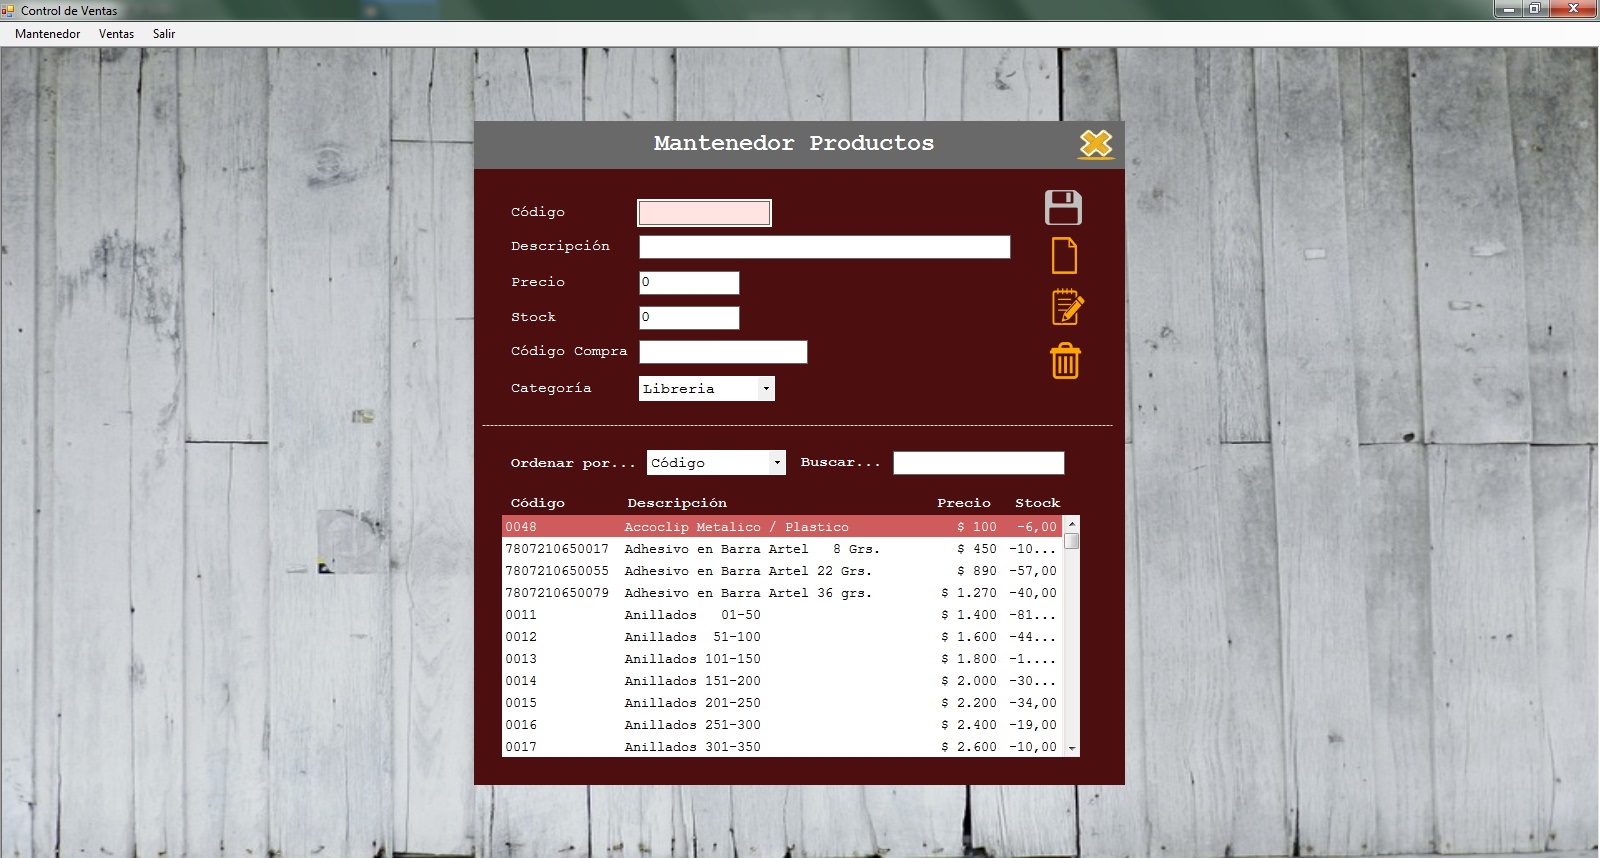 Control de Ventas
Mantenedor Ventas Salir
Mantenedor Productos
Código
Descripción
Precio 0
Stock 0
Código Compra
Categoría Libreria
Ordenar por... Código Buscar...
Código Descripción Precio Stock
0048 Accoclip Metalico / Plastico $ 100 -6,00
7807210650017 Adhesivo en Barra Artel 8 Grs. $ 450 -10...
7807210650055 Adhesivo en Barra Artel 22 Grs. $ 890 -57,00
7807210650079 Adhesivo en Barra Artel 36 grs. $ 1.270 -40,00
0011 Anillados 01-50 $ 1.400 -81...
0012 Anillados 51-100 $ 1.600 -44...
0013 Anillados 101-150 $ 1.800 -1....
0014 Anillados 151-200 $ 2.000 -30...
0015 Anillados 201-250 $ 2.200 -34,00
0016 Anillados 251-300 $ 2.400 -19,00
0017 Anillados 301-350 $ 2.600 -10,00